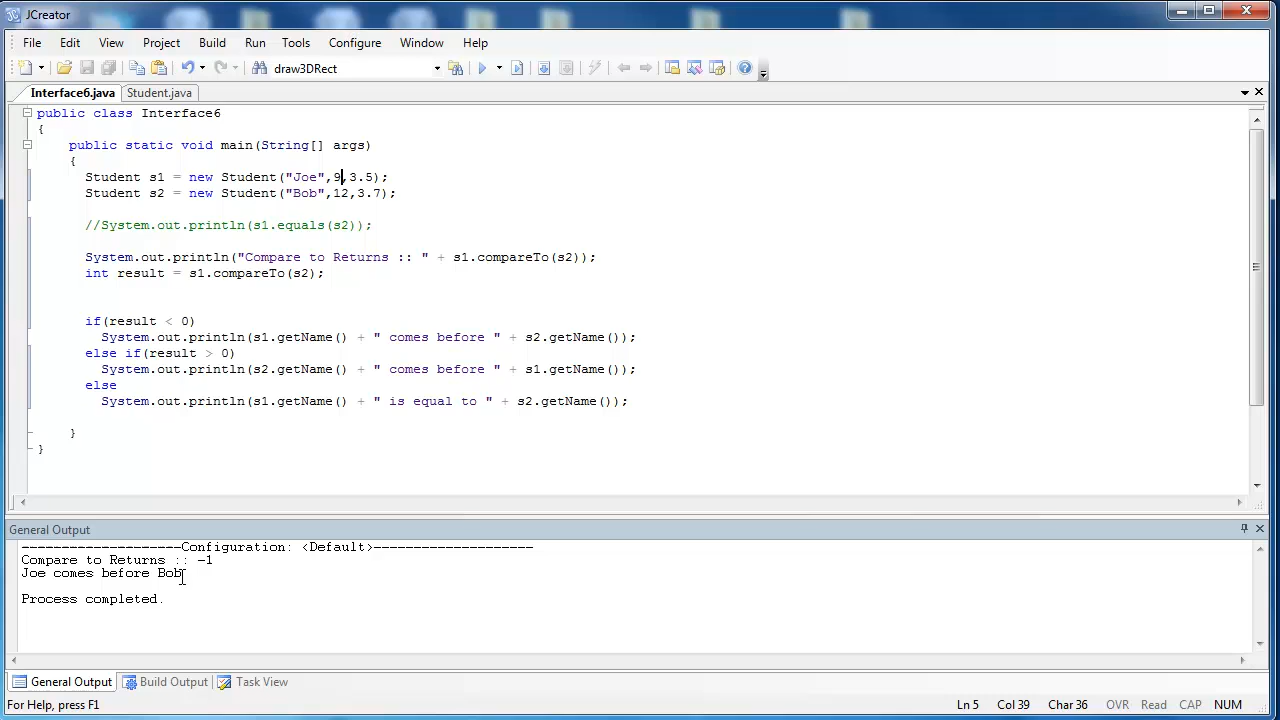 JCreator
File Edit View Project Build Run Tools Configure Window Help
draw3DRect
Interface6.java Student.java
public class Interface6
{
public static void main(String[] args)
{
Student s1 = new Student("Joe",9,3.5);
Student s2 = new Student("Bob",12,3.7);
//System.out.println(s1.equals(s2));
System.out.println("Compare to Returns :: " + s1.compareTo(s2));
int result = s1.compareTo(s2);
if(result < 0)
System.out.println(s1.getName() + " comes before " + s2.getName());
else if(result > 0)
System.out.println(s2.getName() + " comes before " + s1.getName());
else
System.out.println(s1.getName() + " is equal to " + s2.getName());
}
}
General Output
--------------------Configuration: <Default>--------------------
Compare to Returns :: -1
Joe comes before Bob
Process completed.
General Output Build Output Task View
For Help, press F1 Ln 5 Col 39 Char 36 OVR Read CAP NUM